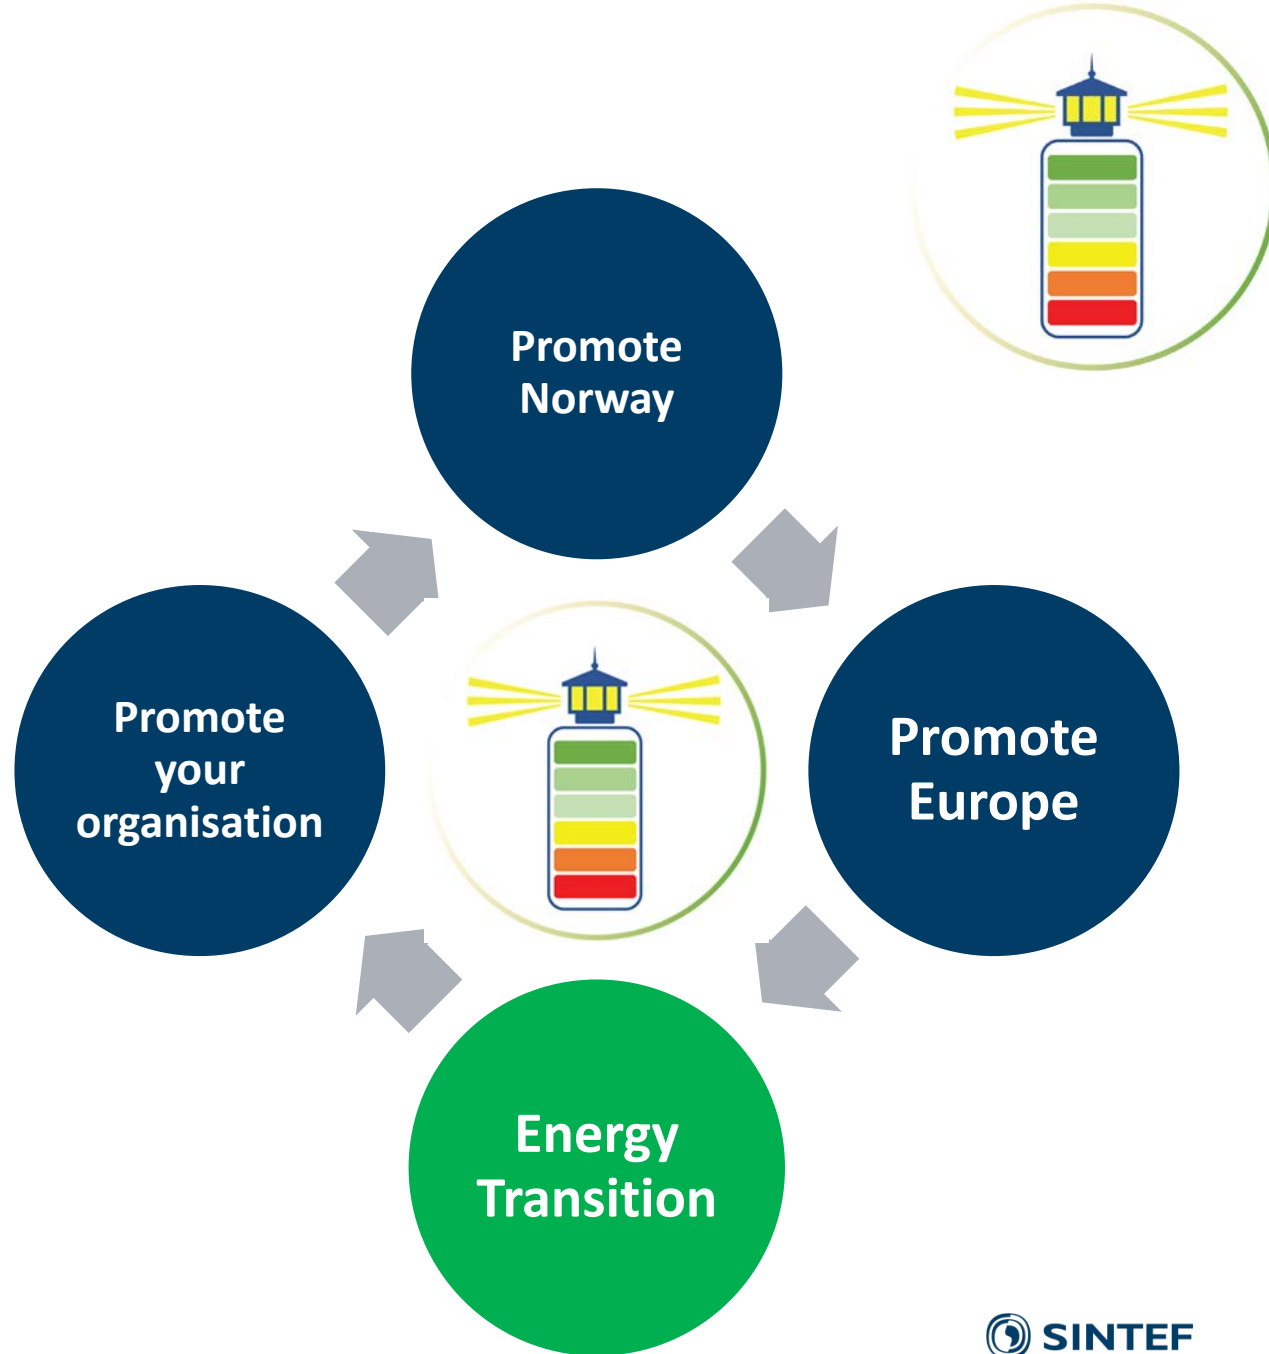 Promote
Norway
Promote
your
organisation
Promote
Europe
Energy
Transition
SINTEF